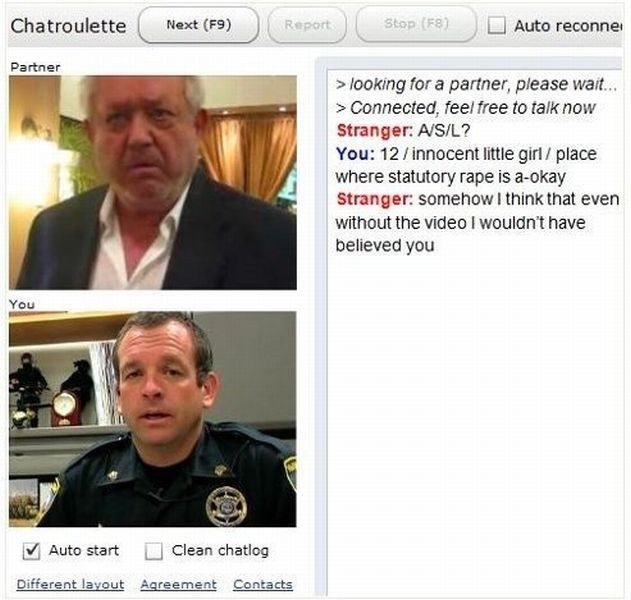 Chatroulette
Next (F9)
Report
Stop (F8)
Auto reconne
Partner
> looking for a partner, please wait...
> Connected, feel free to talk now
Stranger: A/S/L?
You: 12 / innocent little girl / place
where statutory rape is a-okay
Stranger: somehow I think that even
without the video I wouldn't have
believed you
You
Auto start
Clean chatlog
Different layout
Agreement
Contacts